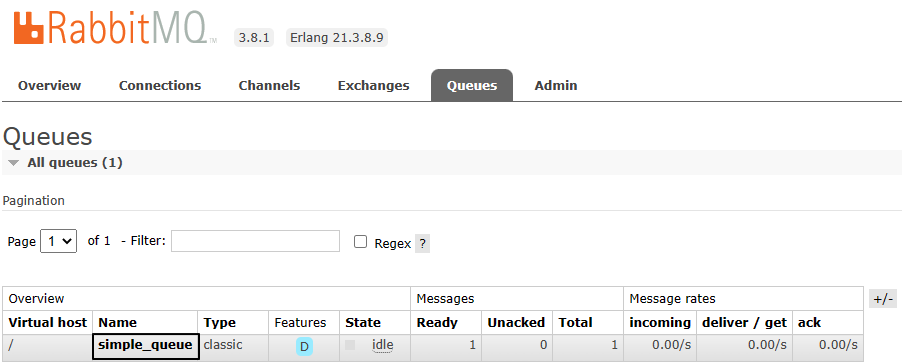 RabbitMQ TM 3.8.1 Erlang 21.3.8.9
Overview Connections Channels Exchanges Queues Admin
Queues
All queues (1)
Pagination
Page 1 of 1 - Filter: Regex ?
Overview Messages Message rates +/-
Virtual host Name Type Features State Ready Unacked Total incoming deliver / get ack
/ simple_queue classic D idle 1 0 1 0.00/s 0.00/s 0.00/s